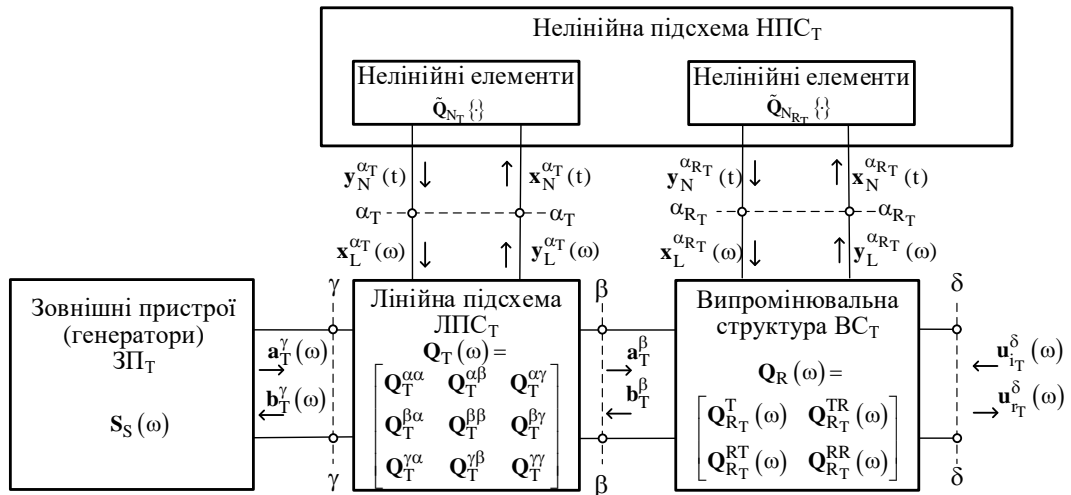 Нелінійна підсхема НПС_T
Нелінійні елементи
Q̃_{N_T} {·}
Нелінійні елементи
Q̃_{N_{R_T}} {·}
y_N^{α_T}(t) ↓ ↑ x_N^{α_T}(t)
y_N^{α_{R_T}}(t) ↓ ↑ x_N^{α_{R_T}}(t)
α_T α_T
α_{R_T} α_{R_T}
x_L^{α_T}(ω) ↓ ↑ y_L^{α_T}(ω)
x_L^{α_{R_T}}(ω) ↓ ↑ y_L^{α_{R_T}}(ω)
Зовнішні пристрої
(генератори)
ЗП_T
S_S(ω)
γ
a_T^γ(ω)
b_T^γ(ω)
γ
Лінійна підсхема
ЛПС_T
Q_T(ω) =
Q_T^{αα} Q_T^{αβ} Q_T^{αγ}
Q_T^{βα} Q_T^{ββ} Q_T^{βγ}
Q_T^{γα} Q_T^{γβ} Q_T^{γγ}
β
a_T^β
b_T^β
β
Випромінювальна
структура ВС_T
Q_R(ω) =
Q_{R_T}^T(ω) Q_{R_T}^{TR}(ω)
Q_{R_T}^{RT}(ω) Q_{R_T}^{RR}(ω)
δ
u_{i_T}^δ(ω)
u_{r_T}^δ(ω)
δ